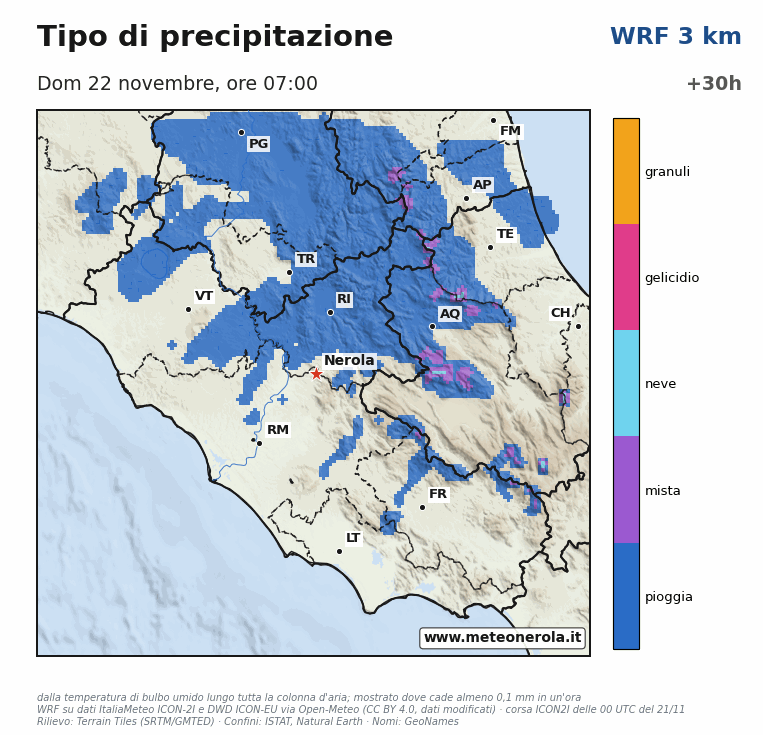 Tipo di precipitazione
WRF 3 km
Dom 22 novembre, ore 07:00
+30h
FM
PG
AP
TE
TR
VT
RI
AQ
CH
Nerola
RM
FR
LT
www.meteonerola.it
granuli
gelicidio
neve
mista
pioggia
dalla temperatura di bulbo umido lungo tutta la colonna d'aria; mostrato dove cade almeno 0,1 mm in un'ora
WRF su dati ItaliaMeteo ICON-2I e DWD ICON-EU via Open-Meteo (CC BY 4.0, dati modificati) · corsa ICON2I delle 00 UTC del 21/11
Rilievo: Terrain Tiles (SRTM/GMTED) · Confini: ISTAT, Natural Earth · Nomi: GeoNames